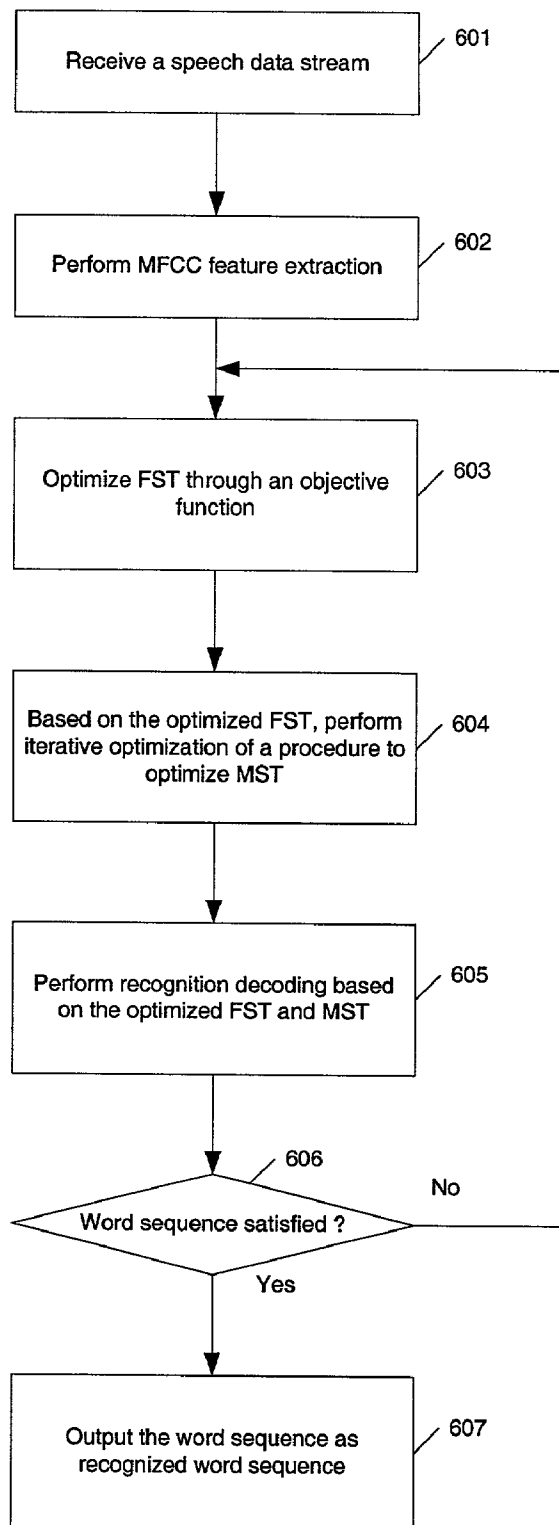 Receive a speech data stream
601
Perform MFCC feature extraction
602
Optimize FST through an objective
function
603
Based on the optimized FST, perform
iterative optimization of a procedure to
optimize MST
604
Perform recognition decoding based
on the optimized FST and MST
605
606
Word sequence satisfied ?
No
Yes
Output the word sequence as
recognized word sequence
607